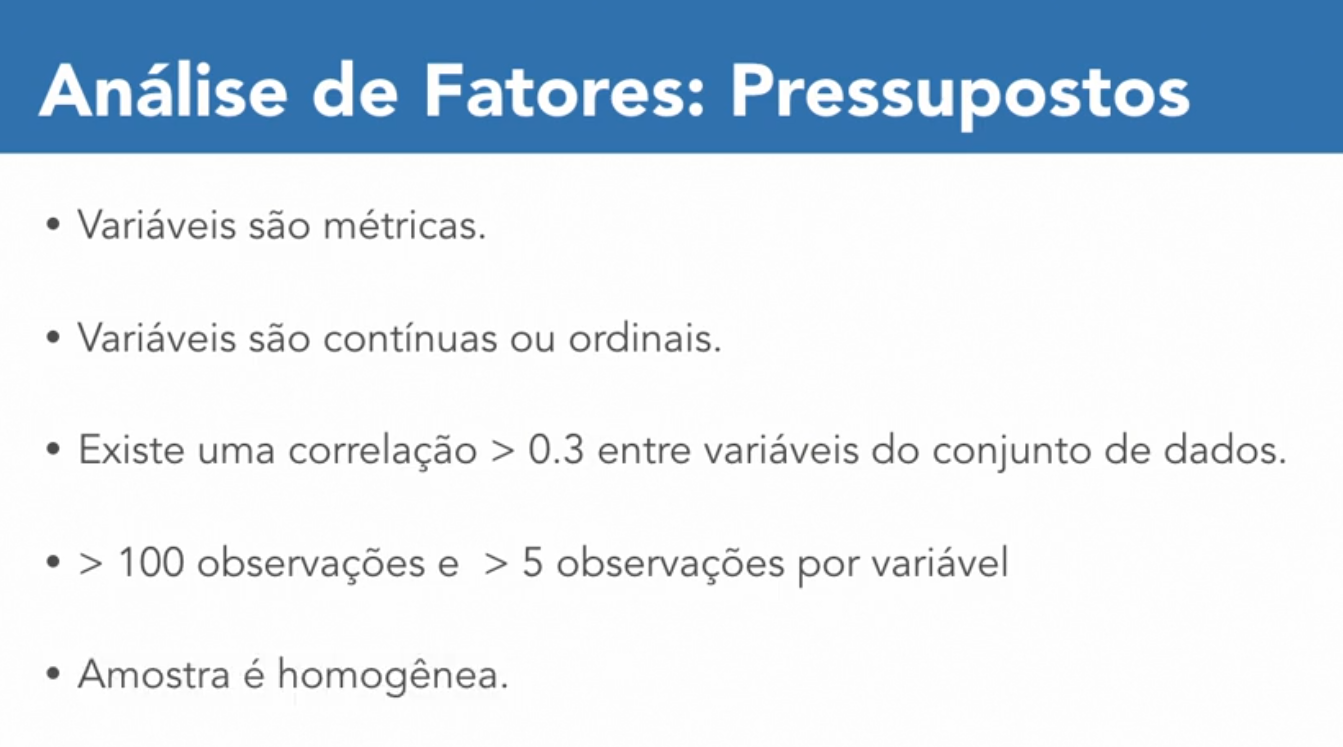 Análise de Fatores: Pressupostos
• Variáveis são métricas.
• Variáveis são contínuas ou ordinais.
• Existe uma correlação > 0.3 entre variáveis do conjunto de dados.
• > 100 observações e > 5 observações por variável
• Amostra é homogênea.